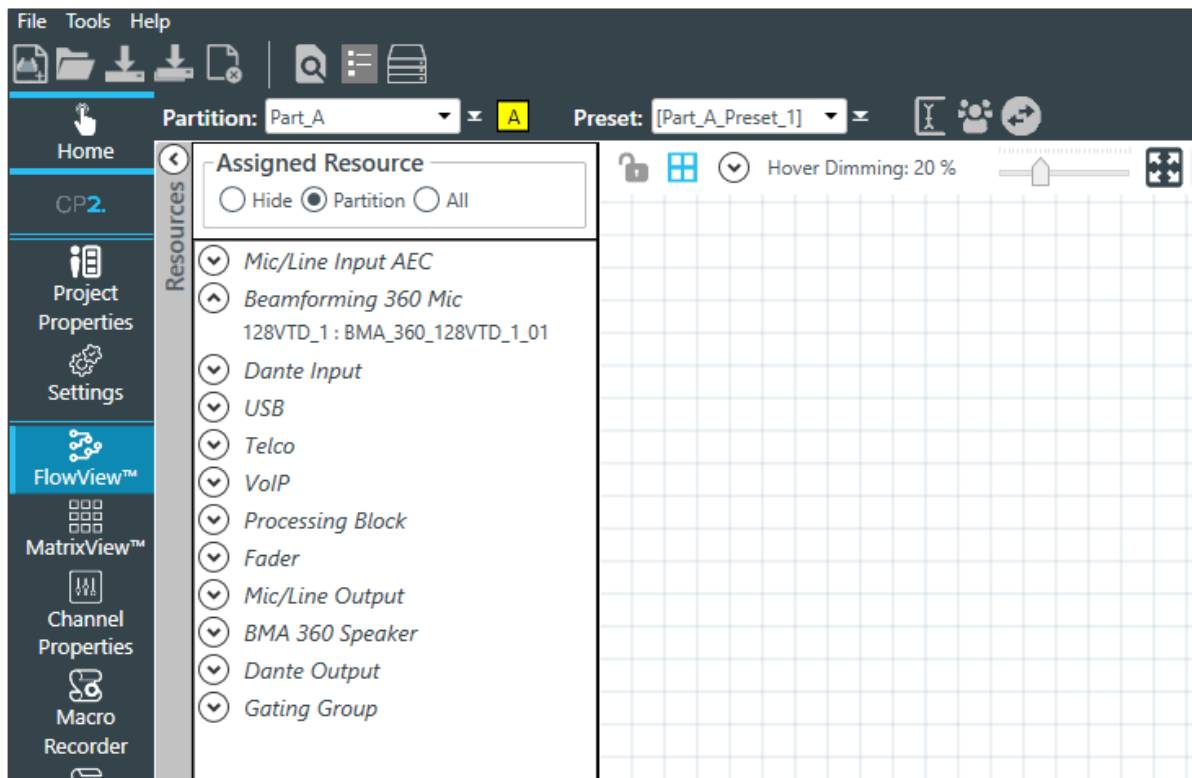 File Tools Help
Partition: Part_A A Preset: [Part_A_Preset_1]
Home
CP2.
Project
Properties
Settings
FlowView™
MatrixView™
Channel
Properties
Macro
Recorder
Resources
Assigned Resource
Hide Partition All
Mic/Line Input AEC
Beamforming 360 Mic
128VTD_1 : BMA_360_128VTD_1_01
Dante Input
USB
Telco
VoIP
Processing Block
Fader
Mic/Line Output
BMA 360 Speaker
Dante Output
Gating Group
Hover Dimming: 20 %